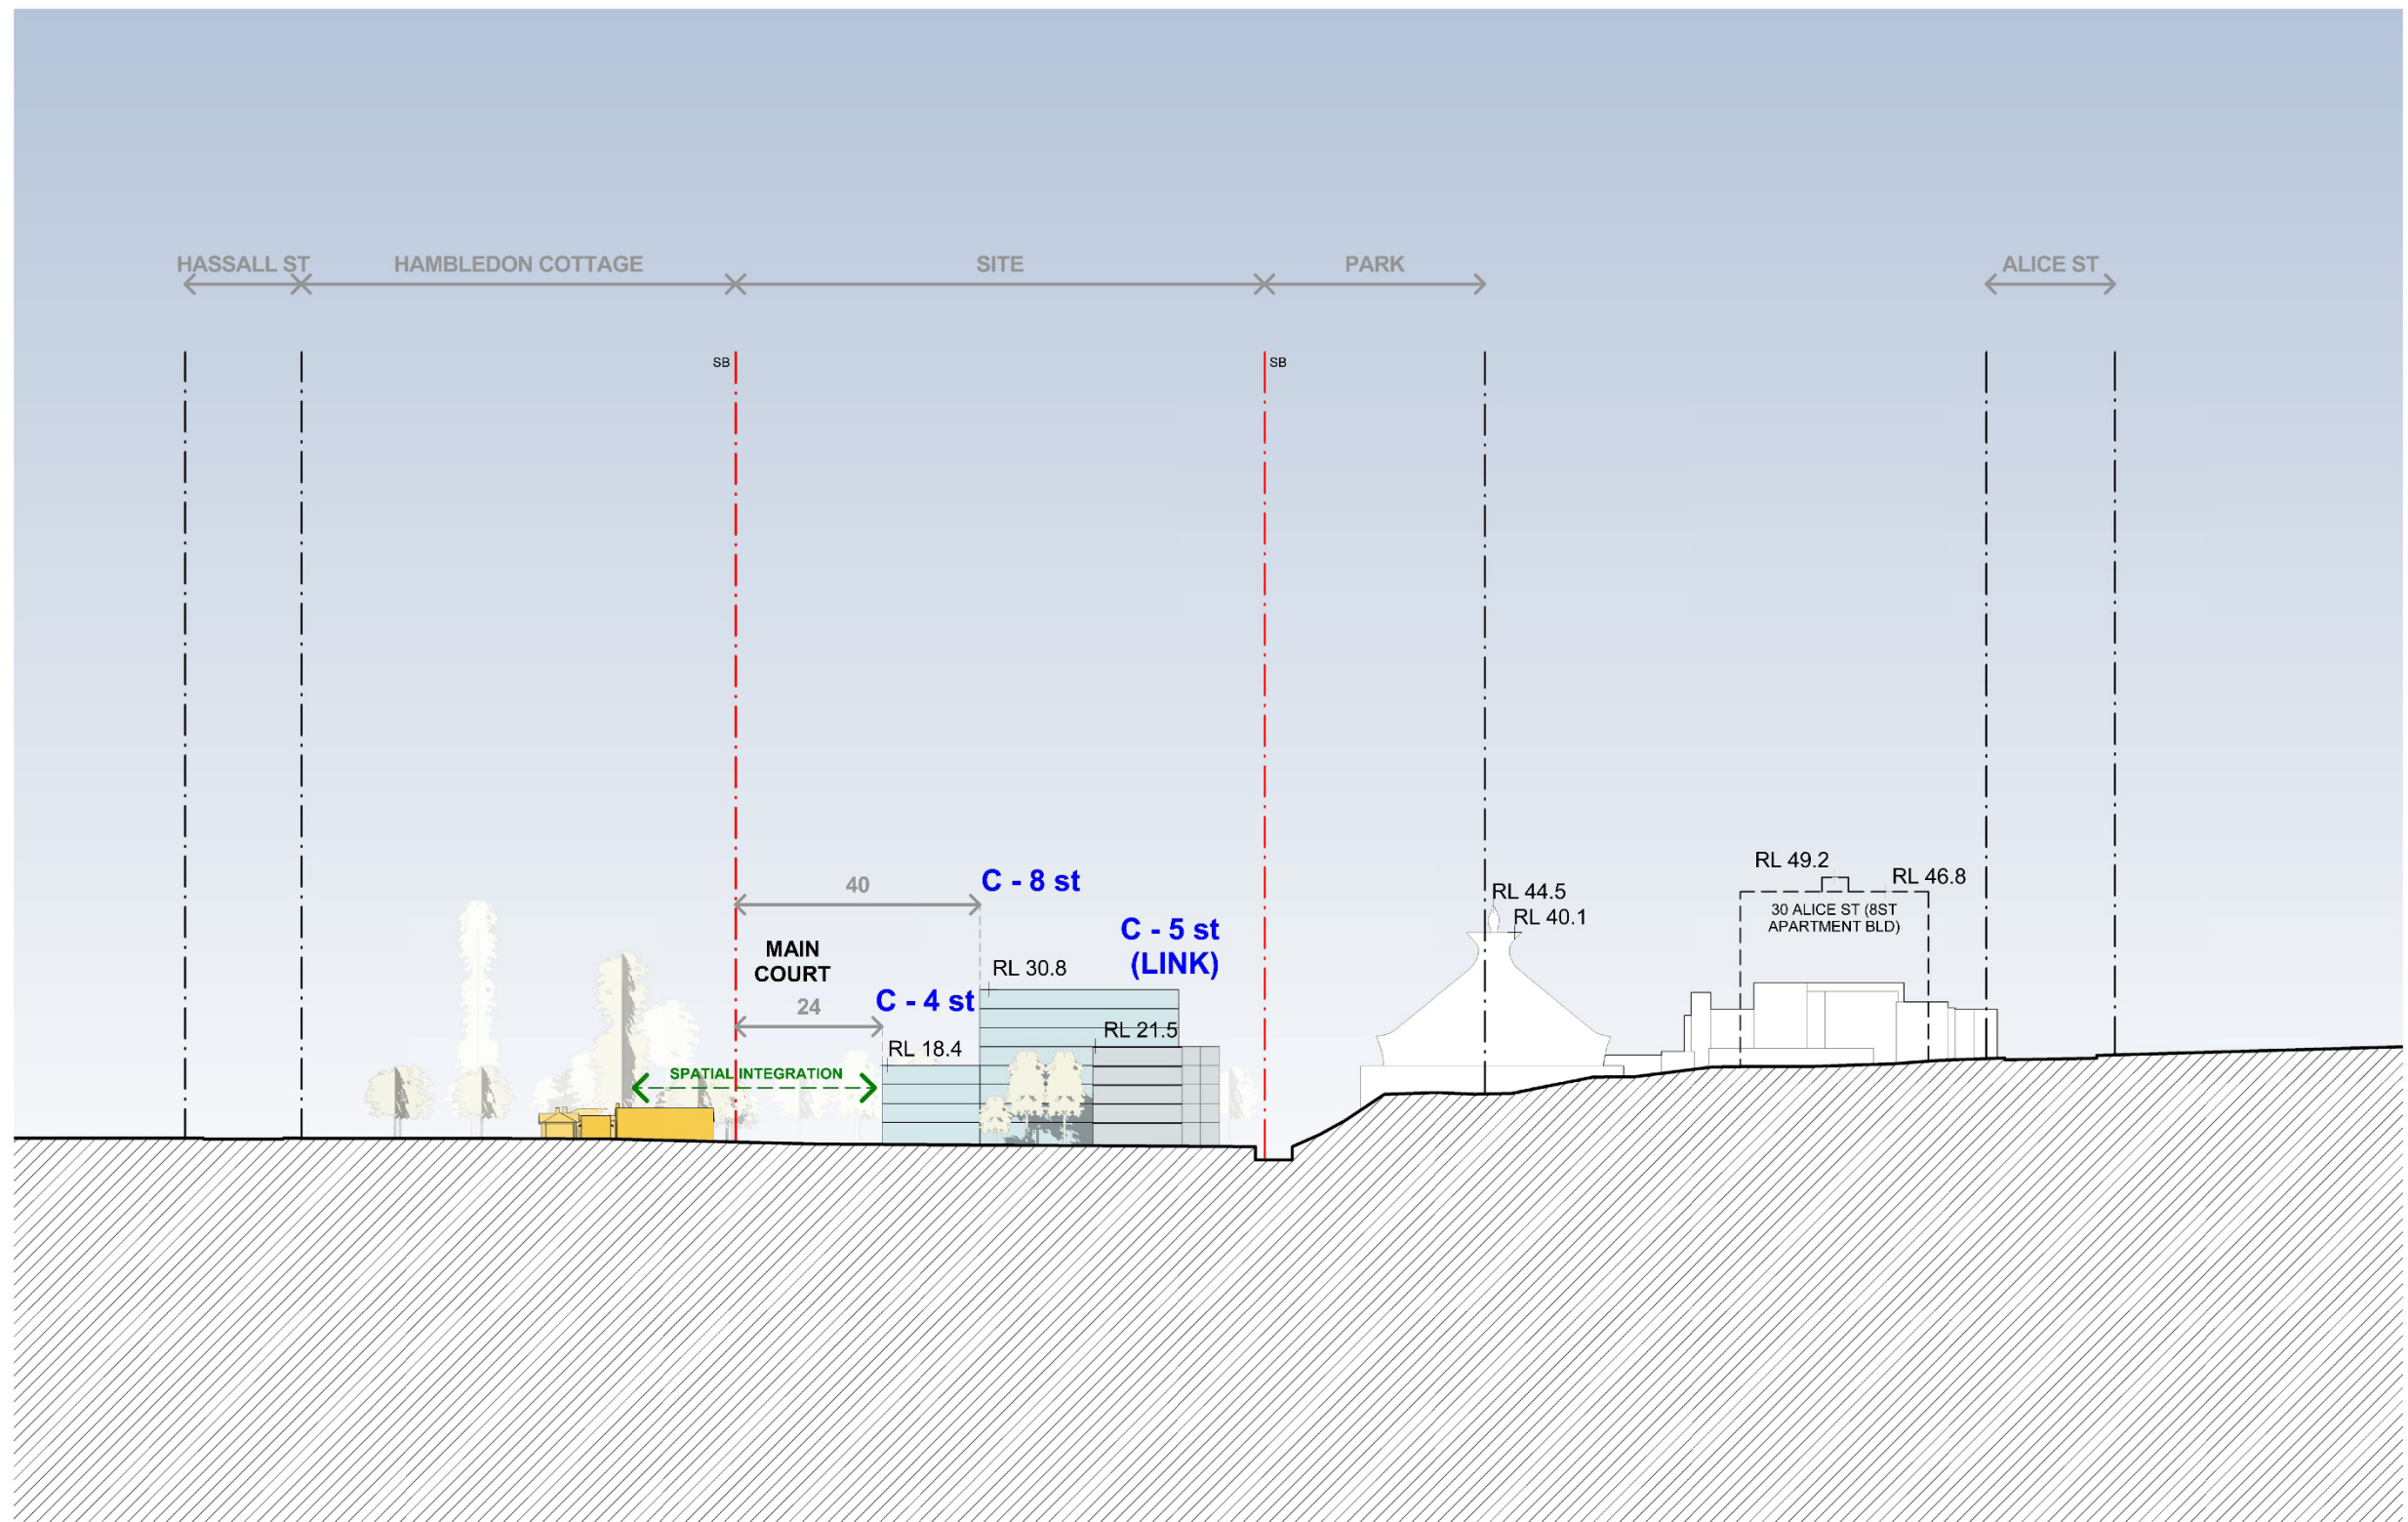 HASSALL ST
HAMBLEDON COTTAGE
SITE
PARK
ALICE ST
SB
SB
RL 49.2
RL 46.8
30 ALICE ST (8ST
APARTMENT BLD)
40
C - 8 st
RL 44.5
RL 40.1
C - 5 st
(LINK)
MAIN
COURT
24
RL 30.8
C - 4 st
RL 21.5
RL 18.4
SPATIAL INTEGRATION